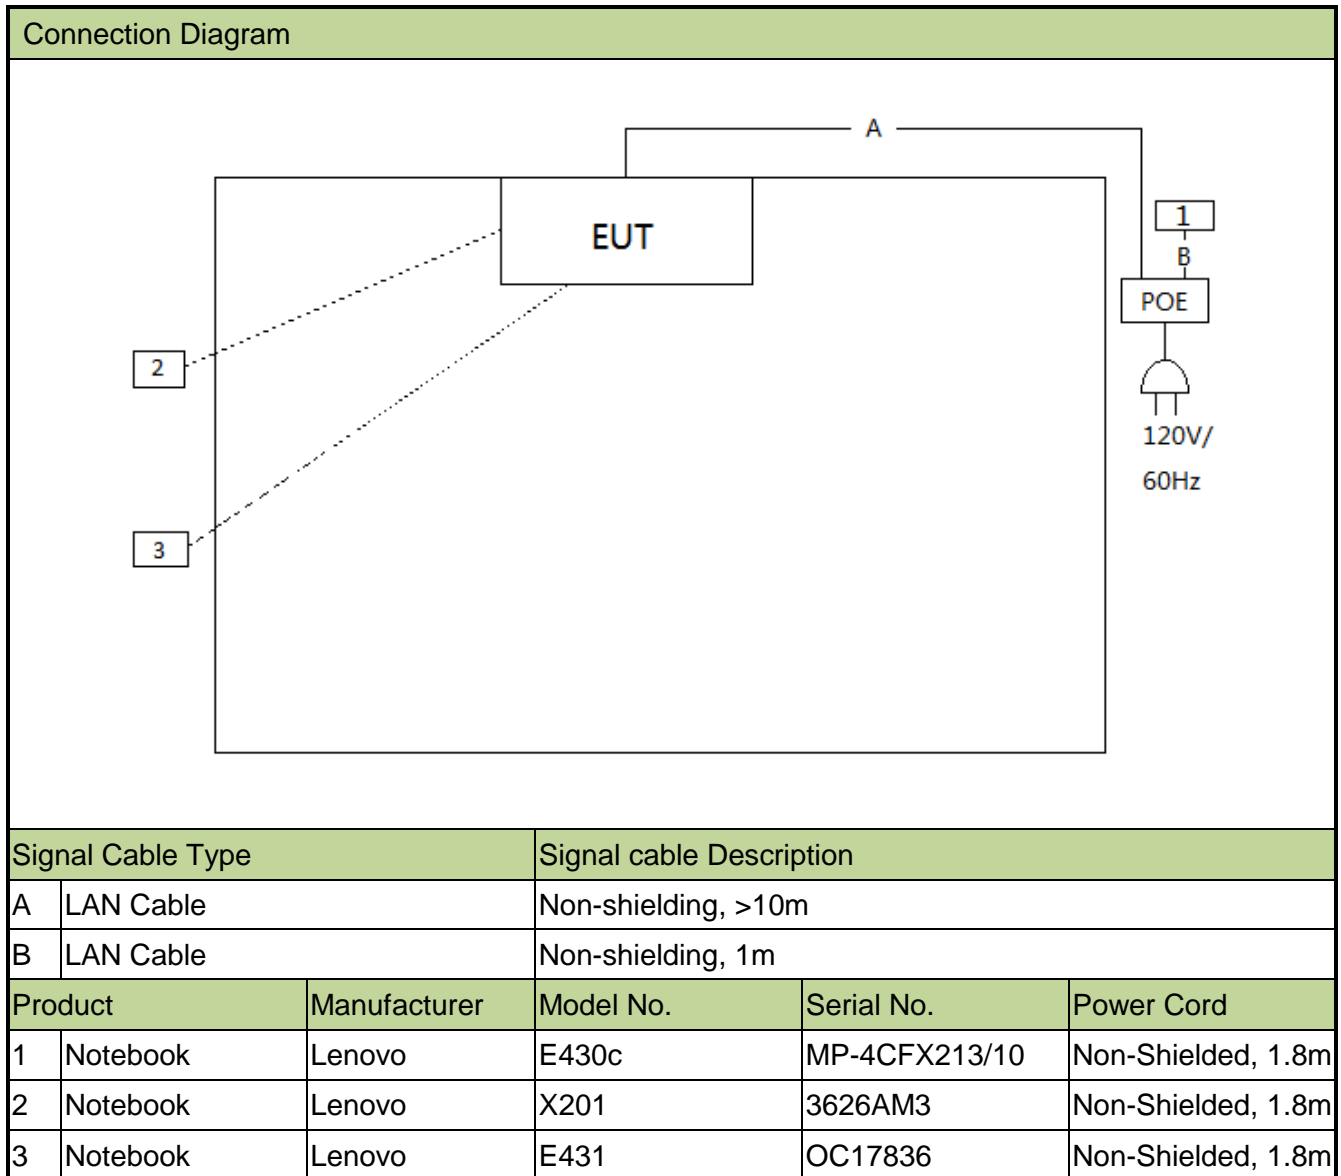 Connection Diagram
A
EUT
1
B
POE
2
120V/
60Hz
3
Signal Cable Type Signal cable Description
A LAN Cable Non-shielding, >10m
B LAN Cable Non-shielding, 1m
Product Manufacturer Model No. Serial No. Power Cord
1 Notebook Lenovo E430c MP-4CFX213/10 Non-Shielded, 1.8m
2 Notebook Lenovo X201 3626AM3 Non-Shielded, 1.8m
3 Notebook Lenovo E431 OC17836 Non-Shielded, 1.8m